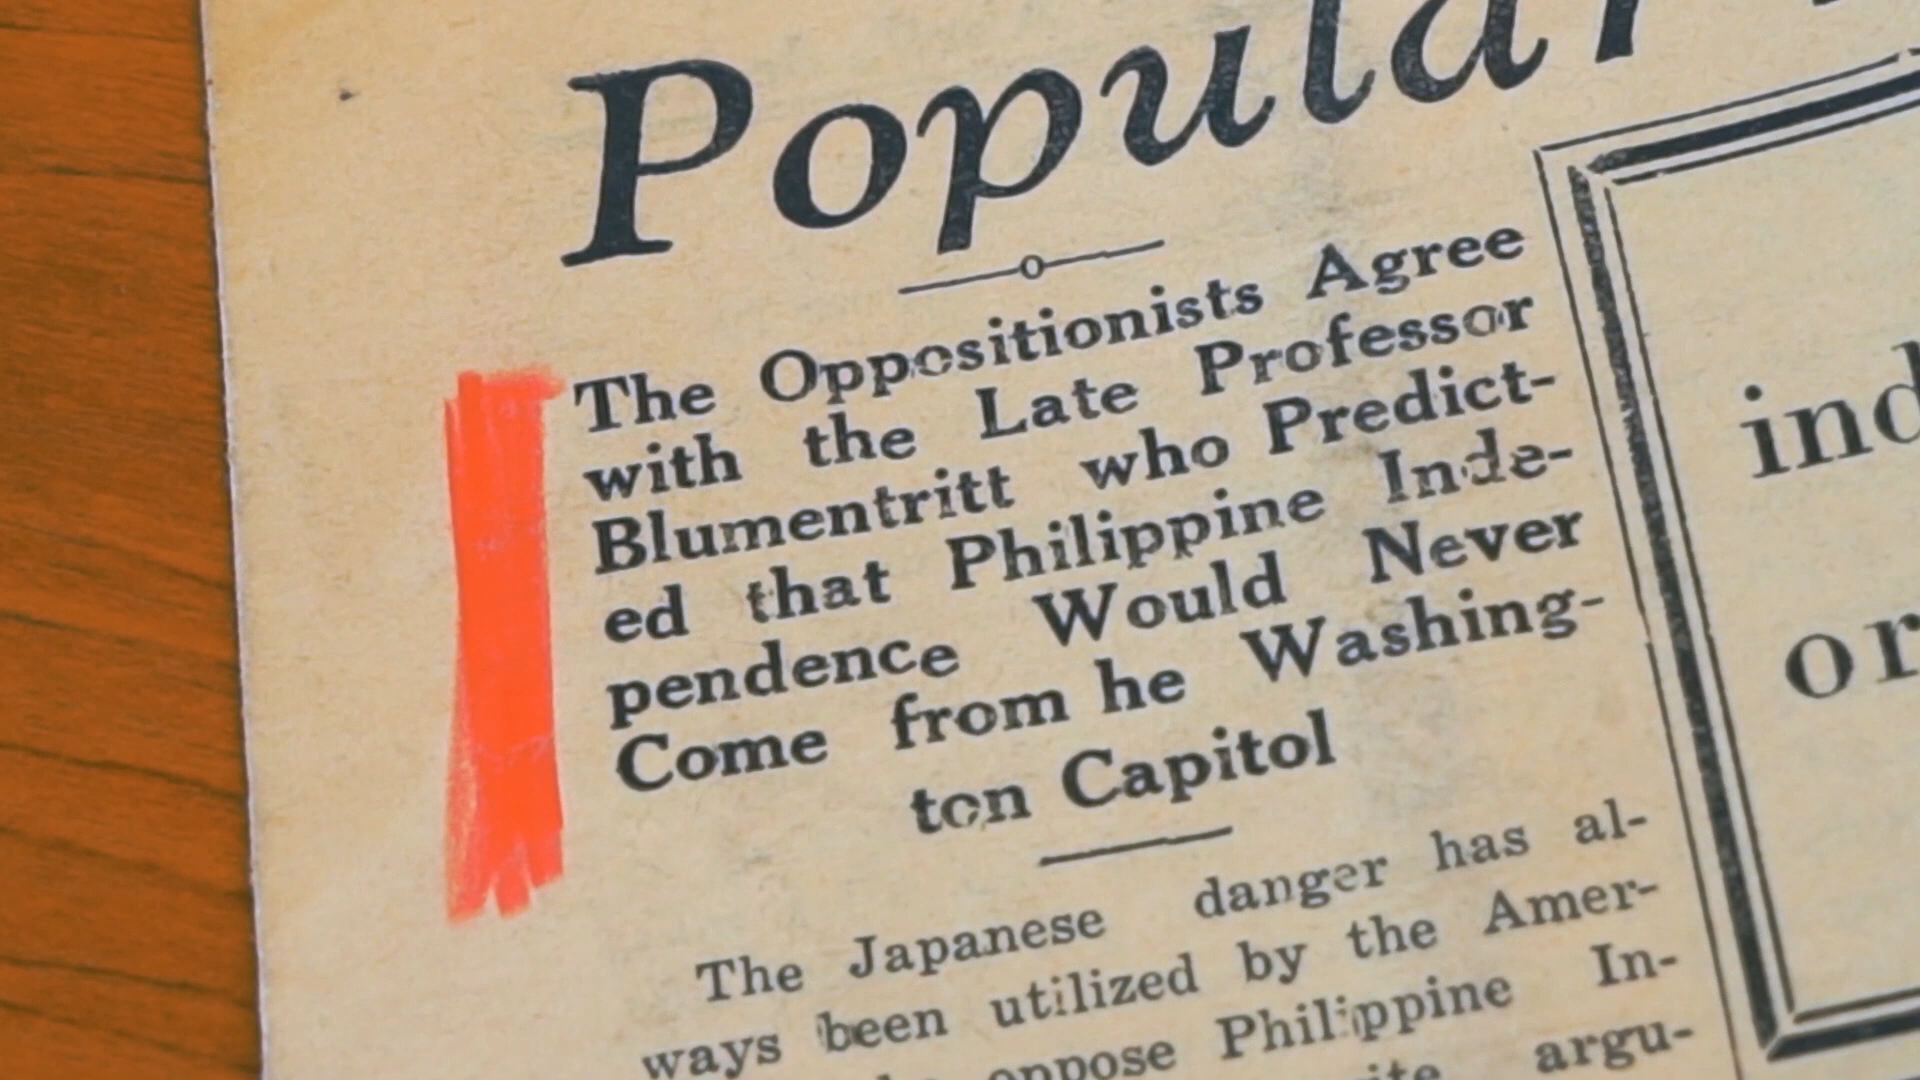 Popular
The Oppositionists Agree
with the Late Professor
Blumentritt who Predict-
ed that Philippine Inde-
pendence Would Never
Come from he Washing-
ton Capitol
The Japanese danger has al-
ways been utilized by the Amer-
oppose Philippine In-
argu-
ind
or